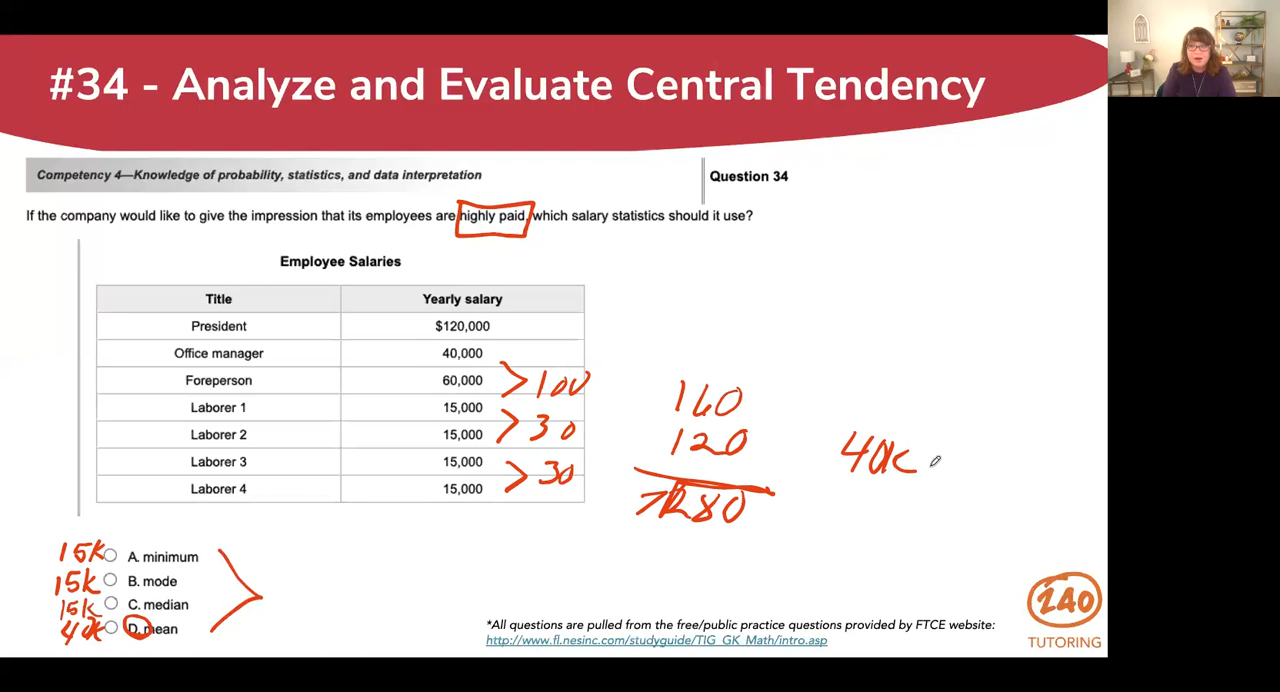 #34 - Analyze and Evaluate Central Tendency
Competency 4—Knowledge of probability, statistics, and data interpretation
Question 34
If the company would like to give the impression that its employees are highly paid, which salary statistics should it use?
Employee Salaries
Title Yearly salary
President $120,000
Office manager 40,000
Foreperson 60,000
Laborer 1 15,000
Laborer 2 15,000
Laborer 3 15,000
Laborer 4 15,000
> 100
> 30
> 30
160
120
280
40K
15K A. minimum
15K B. mode
15K C. median
40K D. mean
*All questions are pulled from the free/public practice questions provided by FTCE website:
http://www.fl.nesinc.com/studyguide/TIG_GK_Math/intro.asp
240
TUTORING